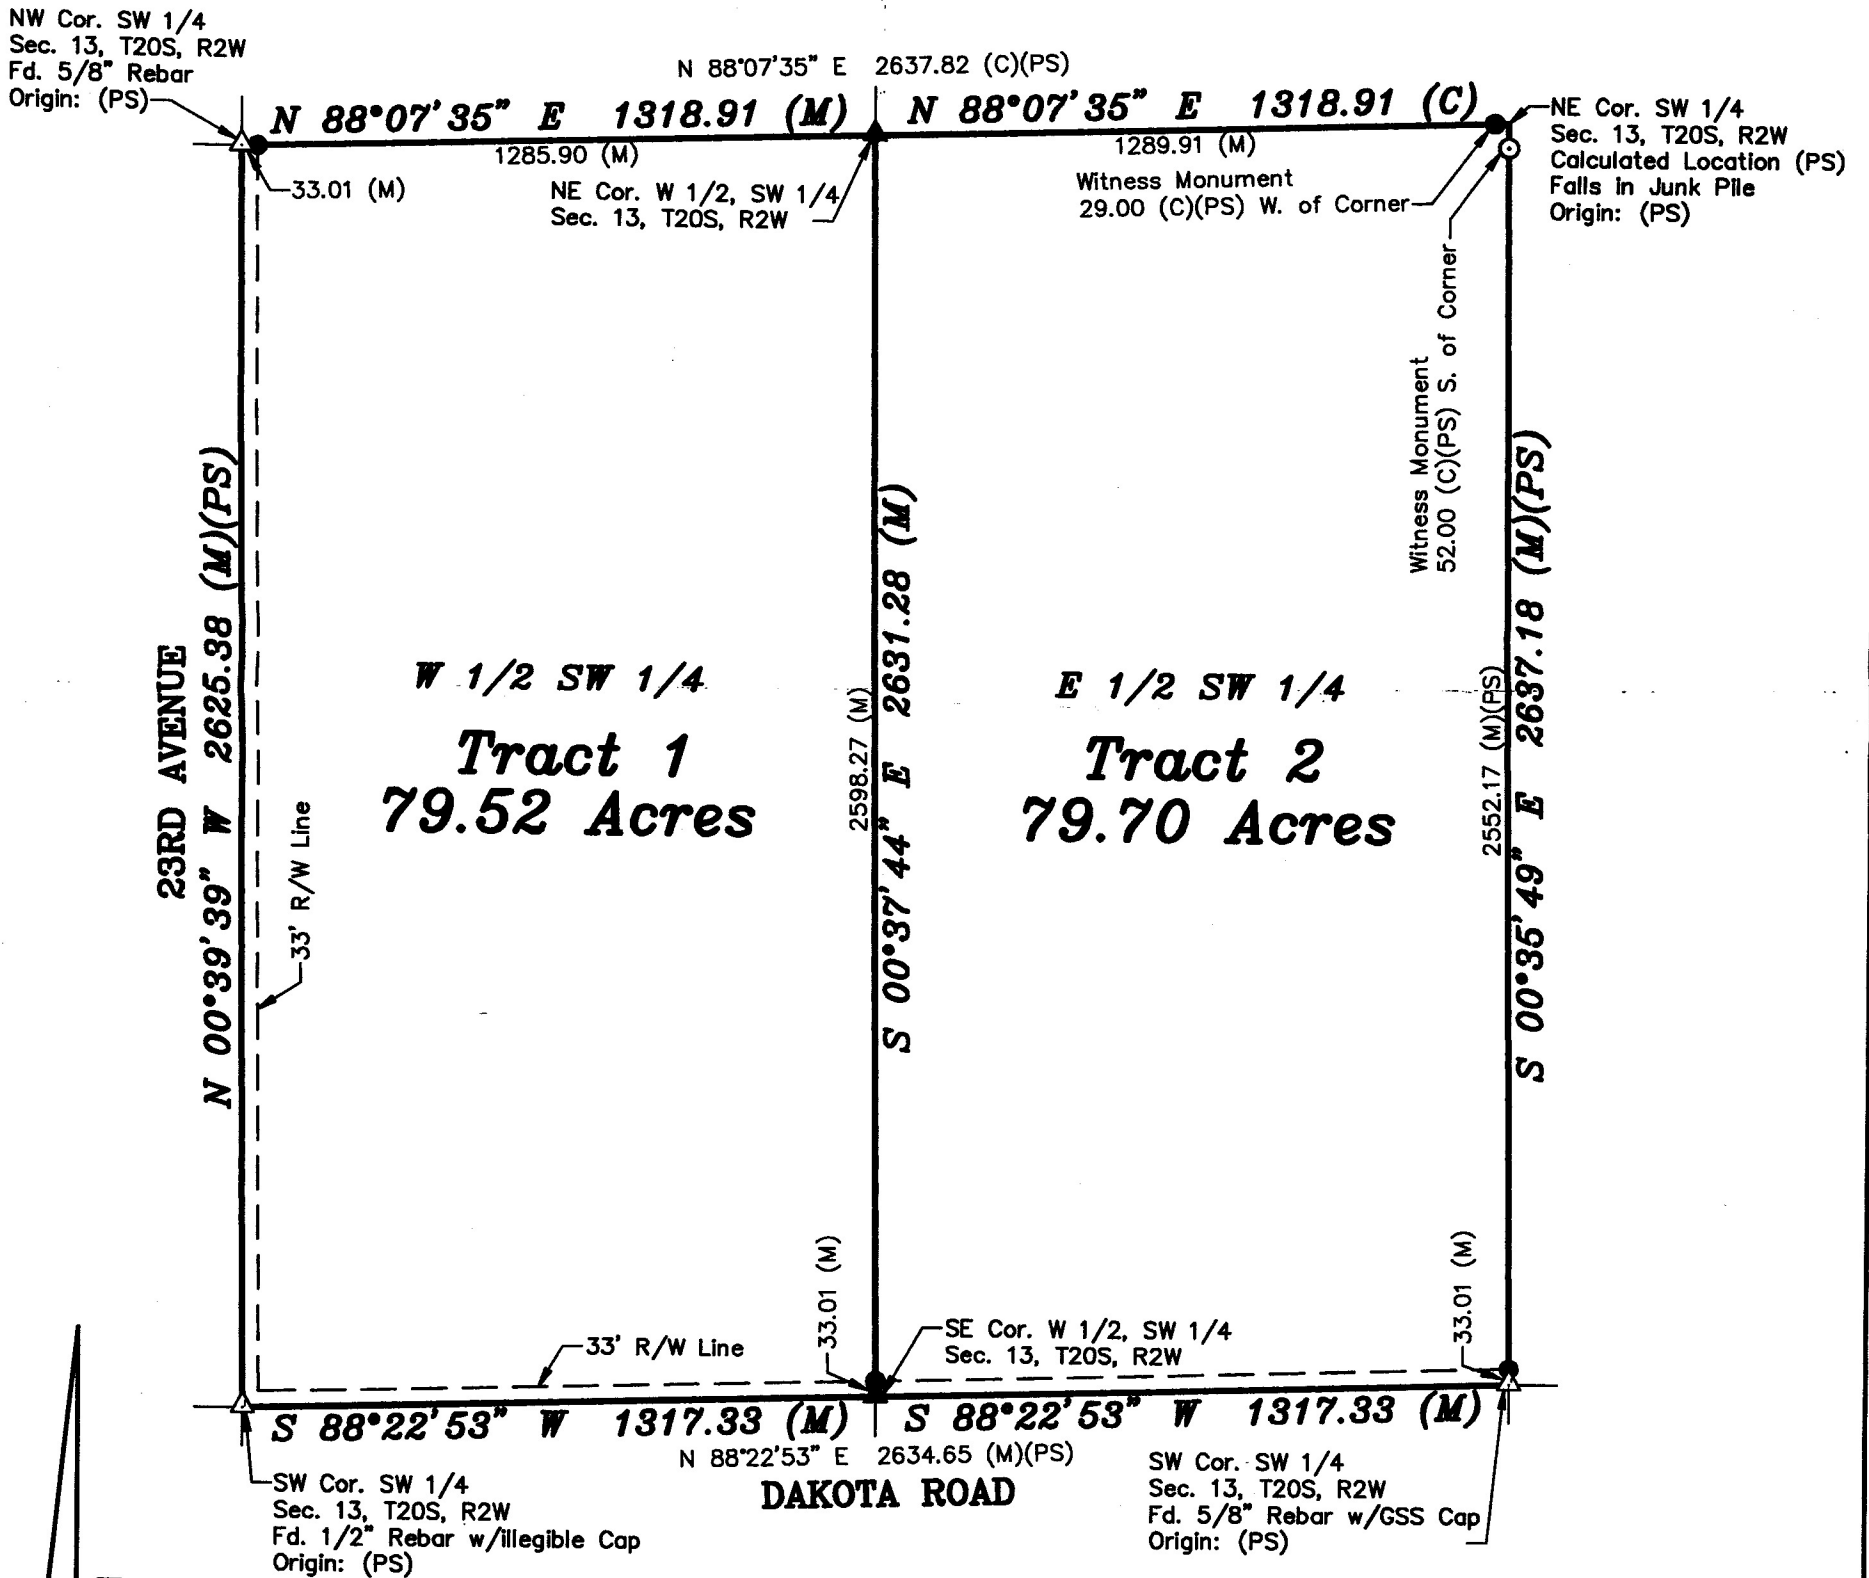 NW Cor. SW 1/4
Sec. 13, T20S, R2W
Fd. 5/8" Rebar
Origin: (PS)
N 88°07'35" E 2637.82 (C)(PS)
N 88°07'35" E 1318.91 (M)
N 88°07'35" E 1318.91 (C)
1285.90 (M)
1289.91 (M)
33.01 (M)
NE Cor. W 1/2, SW 1/4
Sec. 13, T20S, R2W
Witness Monument
29.00 (C)(PS) W. of Corner
NE Cor. SW 1/4
Sec. 13, T20S, R2W
Calculated Location (PS)
Falls in Junk Pile
Origin: (PS)
Witness Monument
52.00 (C)(PS) S. of Corner
23RD AVENUE
N 00°39'39" W 2625.38 (M)(PS)
33' R/W Line
W 1/2 SW 1/4
Tract 1
79.52 Acres
2598.27 (M)
S 00°37'44" E 2631.28 (M)
E 1/2 SW 1/4
Tract 2
79.70 Acres
2552.17 (M)(PS)
S 00°35'49" E 2637.18 (M)(PS)
33' R/W Line
33.01 (M)
SE Cor. W 1/2, SW 1/4
Sec. 13, T20S, R2W
33.01 (M)
S 88°22'53" W 1317.33 (M)
S 88°22'53" W 1317.33 (M)
N 88°22'53" E 2634.65 (M)(PS)
DAKOTA ROAD
SW Cor. SW 1/4
Sec. 13, T20S, R2W
Fd. 1/2" Rebar w/illegible Cap
Origin: (PS)
SW Cor. SW 1/4
Sec. 13, T20S, R2W
Fd. 5/8" Rebar w/GSS Cap
Origin: (PS)